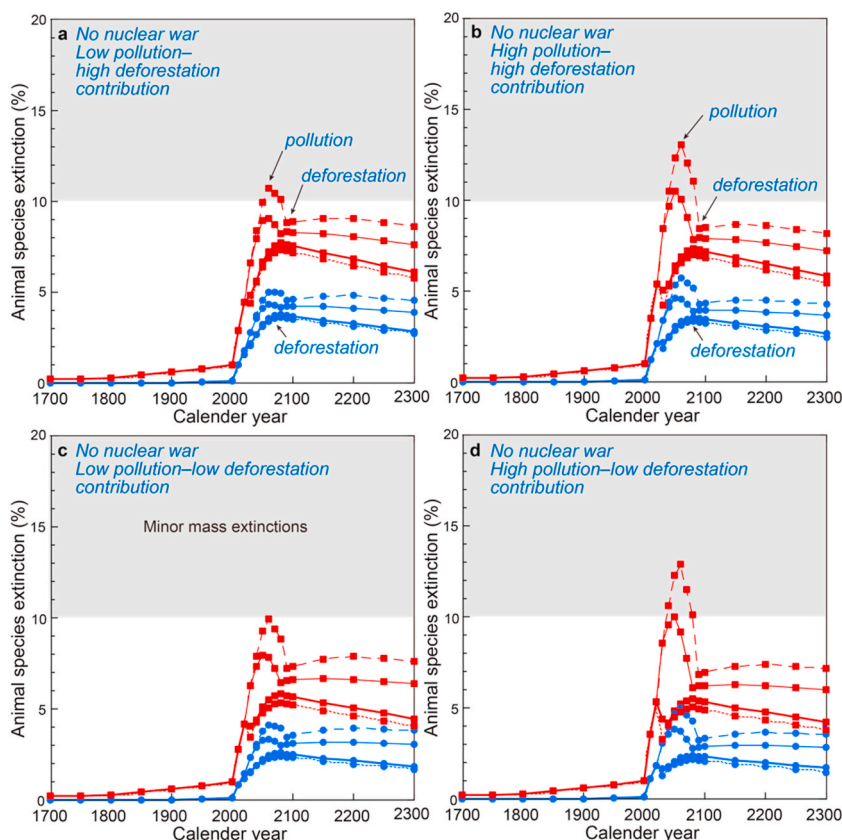 a No nuclear war
Low pollution–
high deforestation
contribution
pollution
deforestation
deforestation
Animal species extinction (%)
20
15
10
5
0
1700 1800 1900 2000 2100 2200 2300
Calender year
b No nuclear war
High pollution–
high deforestation
contribution
pollution
deforestation
deforestation
Animal species extinction (%)
20
15
10
5
0
1700 1800 1900 2000 2100 2200 2300
Calender year
c No nuclear war
Low pollution–low deforestation
contribution
Minor mass extinctions
Animal species extinction (%)
20
15
10
5
0
1700 1800 1900 2000 2100 2200 2300
Calender year
d No nuclear war
High pollution–low deforestation
contribution
Animal species extinction (%)
20
15
10
5
0
1700 1800 1900 2000 2100 2200 2300
Calender year